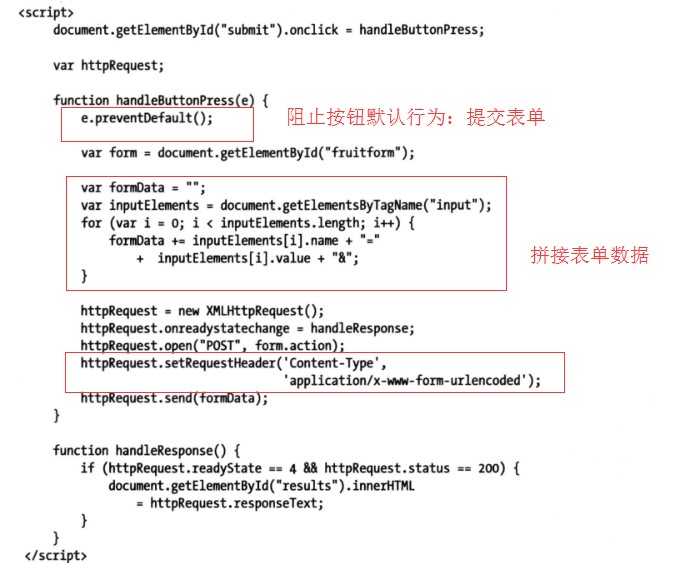 <script>
document.getElementById("submit").onclick = handleButtonPress;
var httpRequest;
function handleButtonPress(e) {
e.preventDefault();
阻止按钮默认行为：提交表单
var form = document.getElementById("fruitform");
var formData = "";
var inputElements = document.getElementsByTagName("input");
for (var i = 0; i < inputElements.length; i++) {
formData += inputElements[i].name + "="
+ inputElements[i].value + "&";
}
拼接表单数据
httpRequest = new XMLHttpRequest();
httpRequest.onreadystatechange = handleResponse;
httpRequest.open("POST", form.action);
httpRequest.setRequestHeader('Content-Type',
'application/x-www-form-urlencoded');
httpRequest.send(formData);
}
function handleResponse() {
if (httpRequest.readyState == 4 && httpRequest.status == 200) {
document.getElementById("results").innerHTML
= httpRequest.responseText;
}
}
</script>